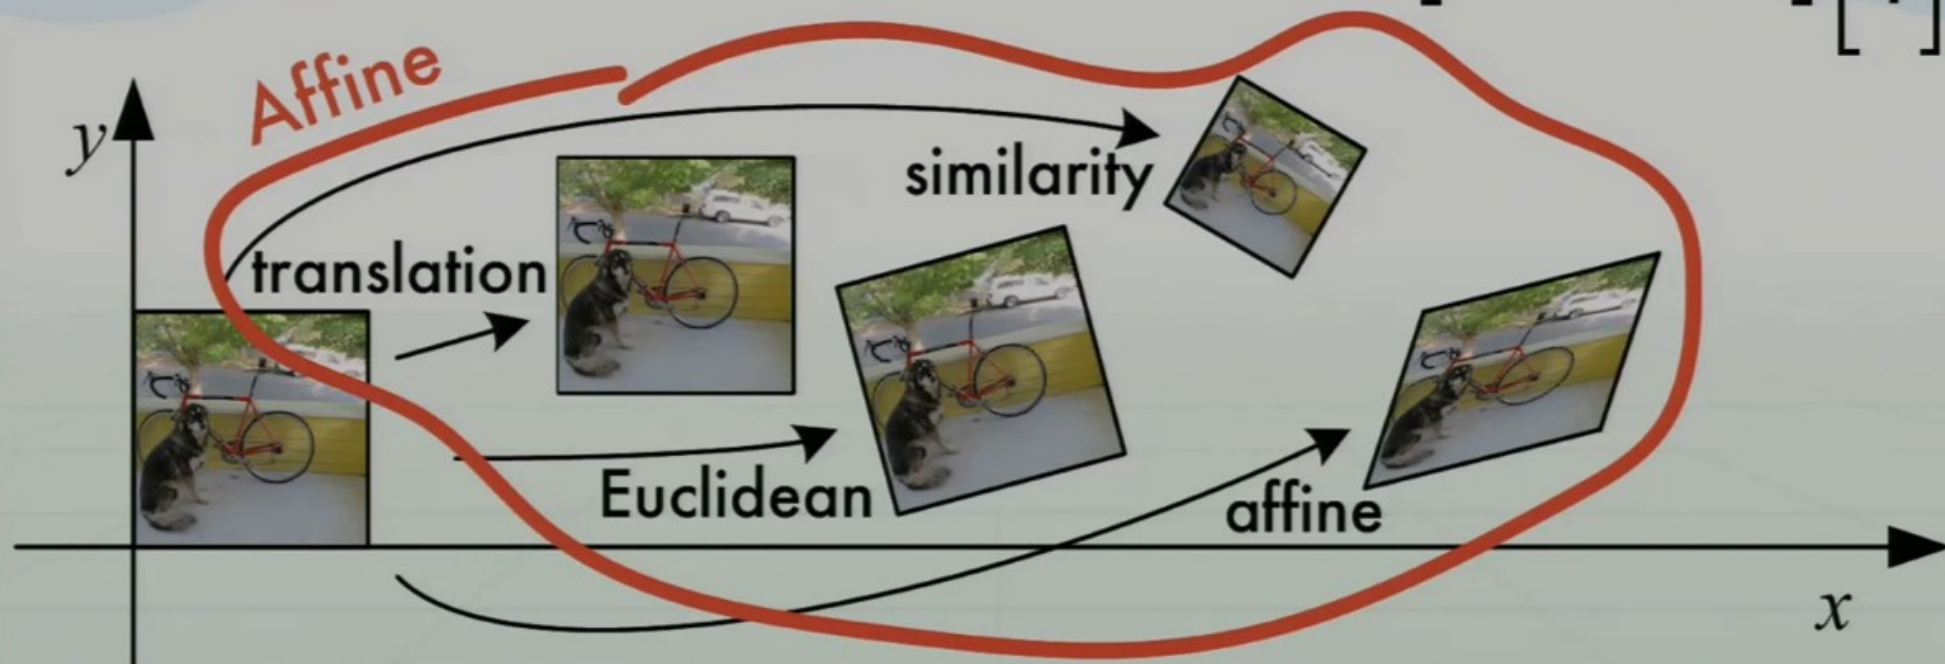 Affine
y
similarity
translation
Euclidean
affine
x